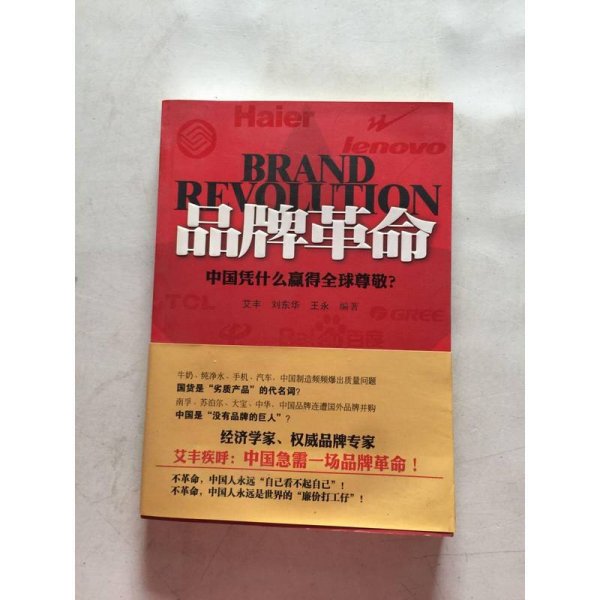 Haier
lenovo
BRAND
REVOLUTION
品牌革命
中国凭什么赢得全球尊敬?
艾丰 刘东华 王永 编著
TCL
GREE
Bai 百度
牛奶、纯净水、手机、汽车,中国制造频频爆出质量问题
国货是“劣质产品”的代名词?
南孚、苏泊尔、大宝、中华,中国品牌连遭国外品牌并购
中国是“没有品牌的巨人”?
经济学家、权威品牌专家
艾丰疾呼:中国急需一场品牌革命!
不革命,中国人永远“自己看不起自己”!
不革命,中国人永远是世界的“廉价打工仔”!